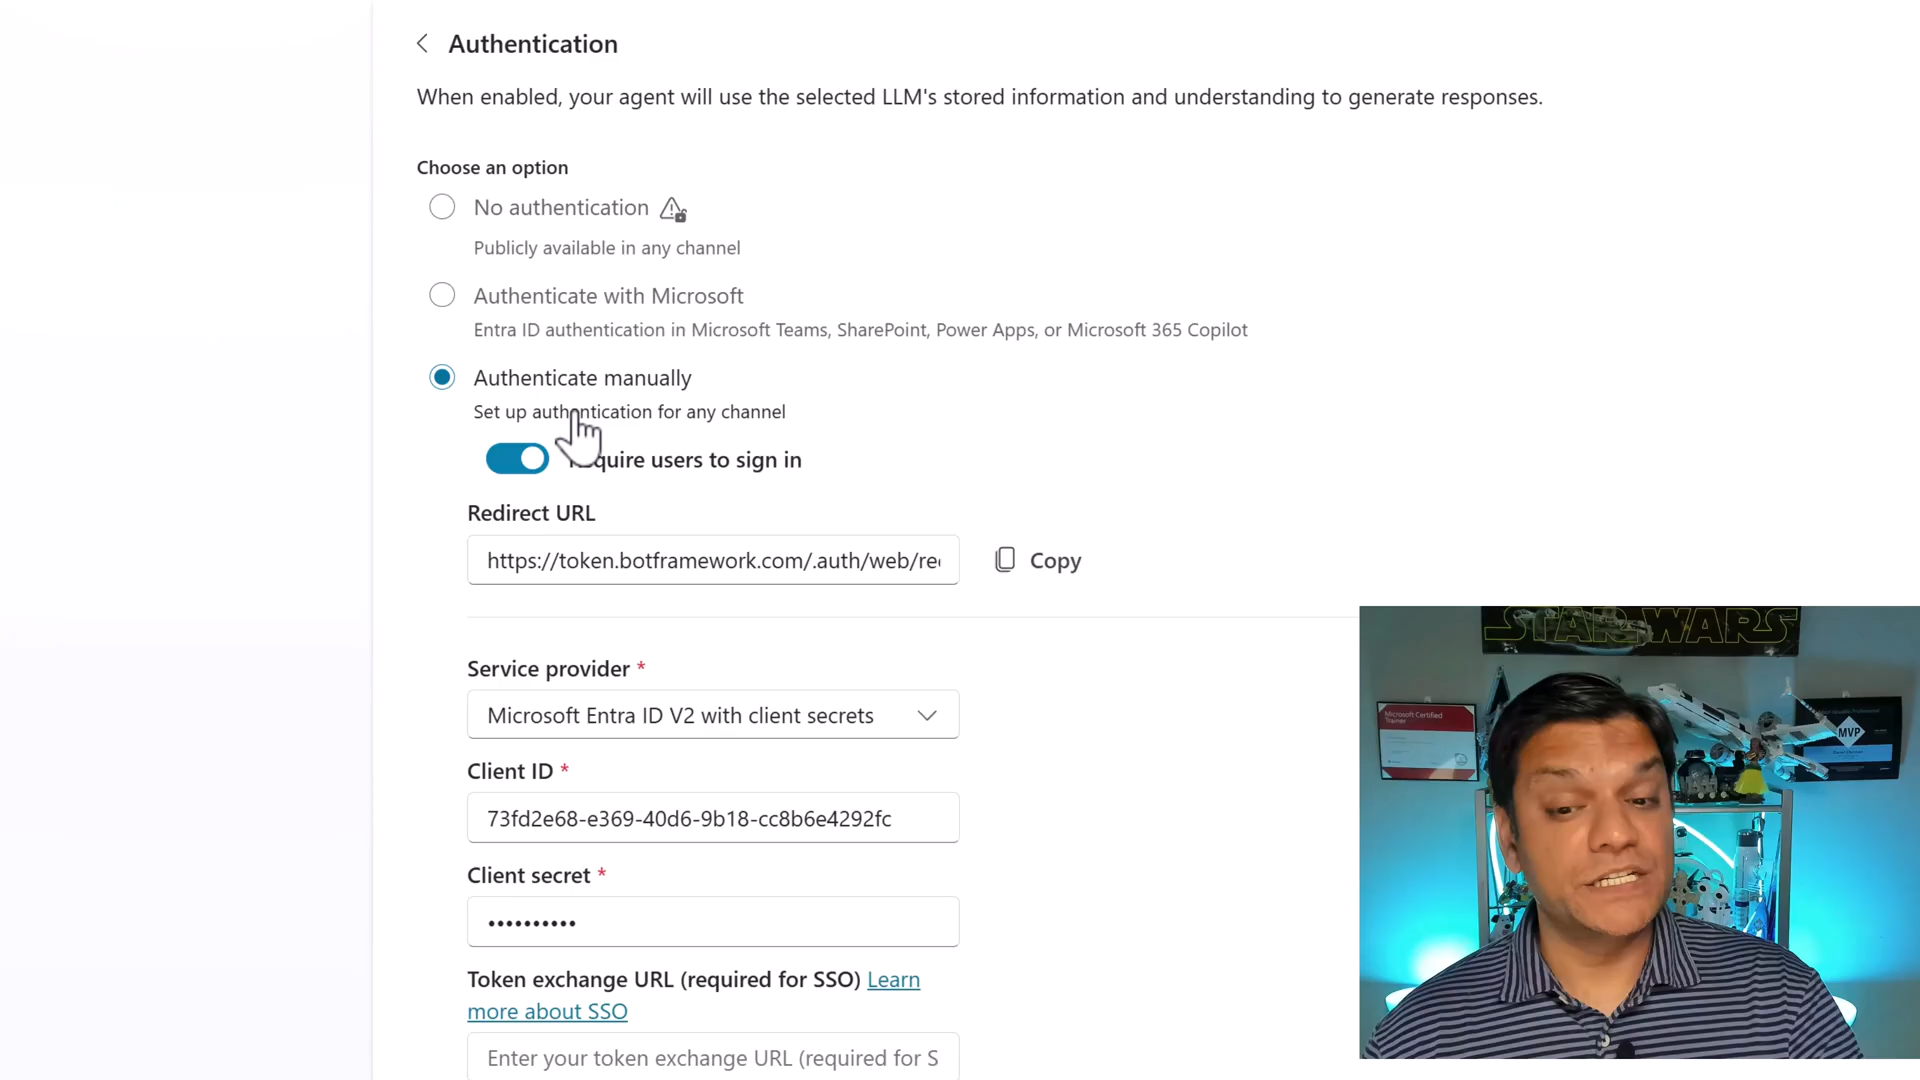 Authentication
When enabled, your agent will use the selected LLM's stored information and understanding to generate responses.
Choose an option
No authentication
Publicly available in any channel
Authenticate with Microsoft
Entra ID authentication in Microsoft Teams, SharePoint, Power Apps, or Microsoft 365 Copilot
Authenticate manually
Set up authentication for any channel
Require users to sign in
Redirect URL
https://token.botframework.com/.auth/web/re
Copy
Service provider *
Microsoft Entra ID V2 with client secrets
Client ID *
73fd2e68-e369-40d6-9b18-cc8b6e4292fc
Client secret *
••••••••••
Token exchange URL (required for SSO) Learn
more about SSO
Enter your token exchange URL (required for S
STAR WARS
Microsoft Certified
Trainer
MVP